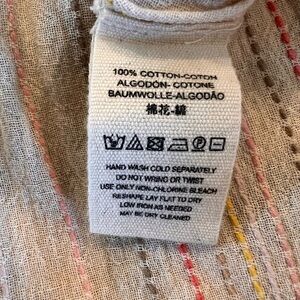 100% COTTON-COTON
ALGODÓN- COTONE
BAUMWOLLE-ALGODÃO
棉花-綿
HAND WASH COLD SEPARATELY
DO NOT WRING OR TWIST
USE ONLY NON-CHLORINE BLEACH
RESHAPE LAY FLAT TO DRY
LOW IRON AS NEEDED
MAY BE DRY CLEANED